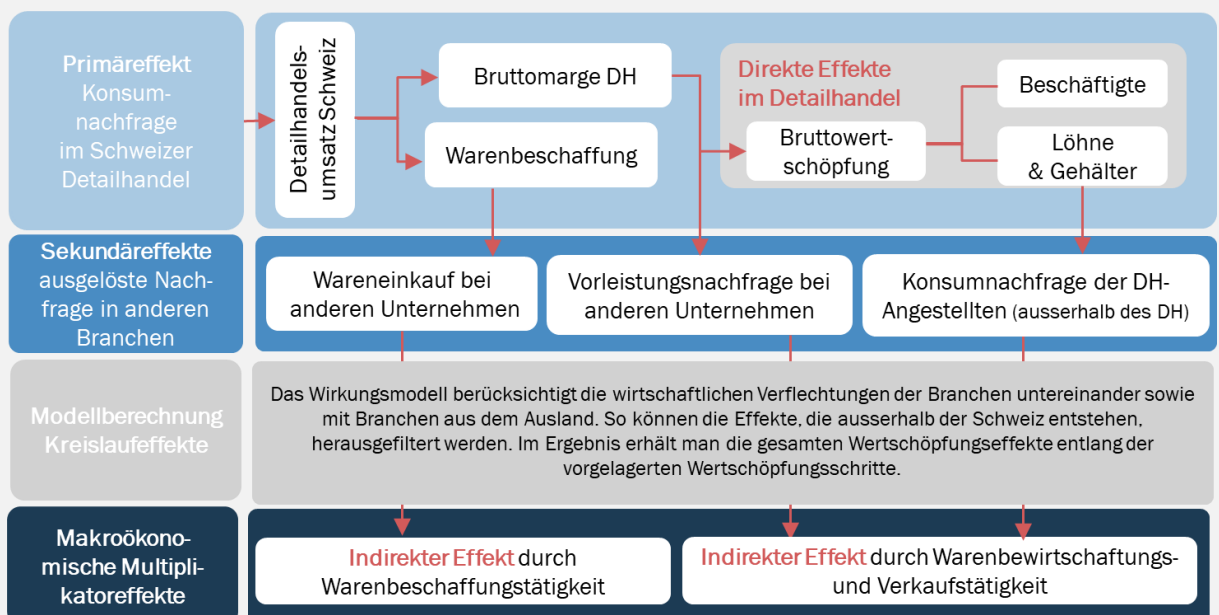 Primäreffekt
Konsum-
nachfrage
im Schweizer
Detailhandel
Detailhandels-
umsatz Schweiz
Bruttomarge DH
Warenbeschaffung
Direkte Effekte
im Detailhandel
Bruttowert-
schöpfung
Beschäftigte
Löhne
& Gehälter
Sekundäreffekte
ausgelöste Nach-
frage in anderen
Branchen
Wareneinkauf bei
anderen Unternehmen
Vorleistungsnachfrage bei
anderen Unternehmen
Konsumnachfrage der DH-
Angestellten (ausserhalb des DH)
Modellberechnung
Kreislaufeffekte
Das Wirkungsmodell berücksichtigt die wirtschaftlichen Verflechtungen der Branchen untereinander sowie
mit Branchen aus dem Ausland. So können die Effekte, die ausserhalb der Schweiz entstehen,
herausgefiltert werden. Im Ergebnis erhält man die gesamten Wertschöpfungseffekte entlang der
vorgelagerten Wertschöpfungsschritte.
Makroökono-
mische Multipli-
katoreffekte
Indirekter Effekt durch
Warenbeschaffungstätigkeit
Indirekter Effekt durch Warenbewirtschaftungs-
und Verkaufstätigkeit